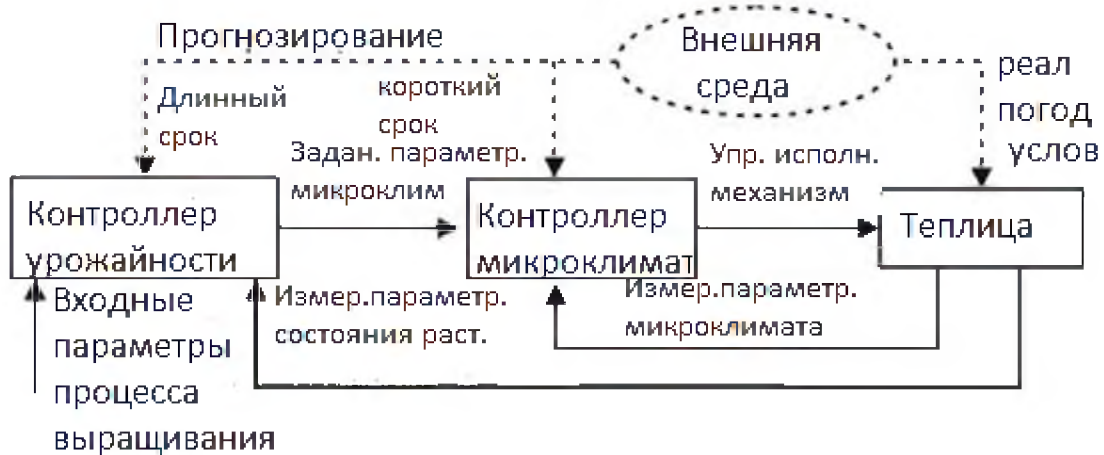 Прогнозирование
Внешняя
среда
реал
погод
услов
Длинный
срок
короткий
срок
Задан. параметр.
микроклим
Упр. исполн.
механизм
Контроллер
урожайности
Контроллер
микроклимат
Теплица
Входные
параметры
процесса
выращивания
Измер.параметр.
состояния раст.
Измер.параметр.
микроклимата